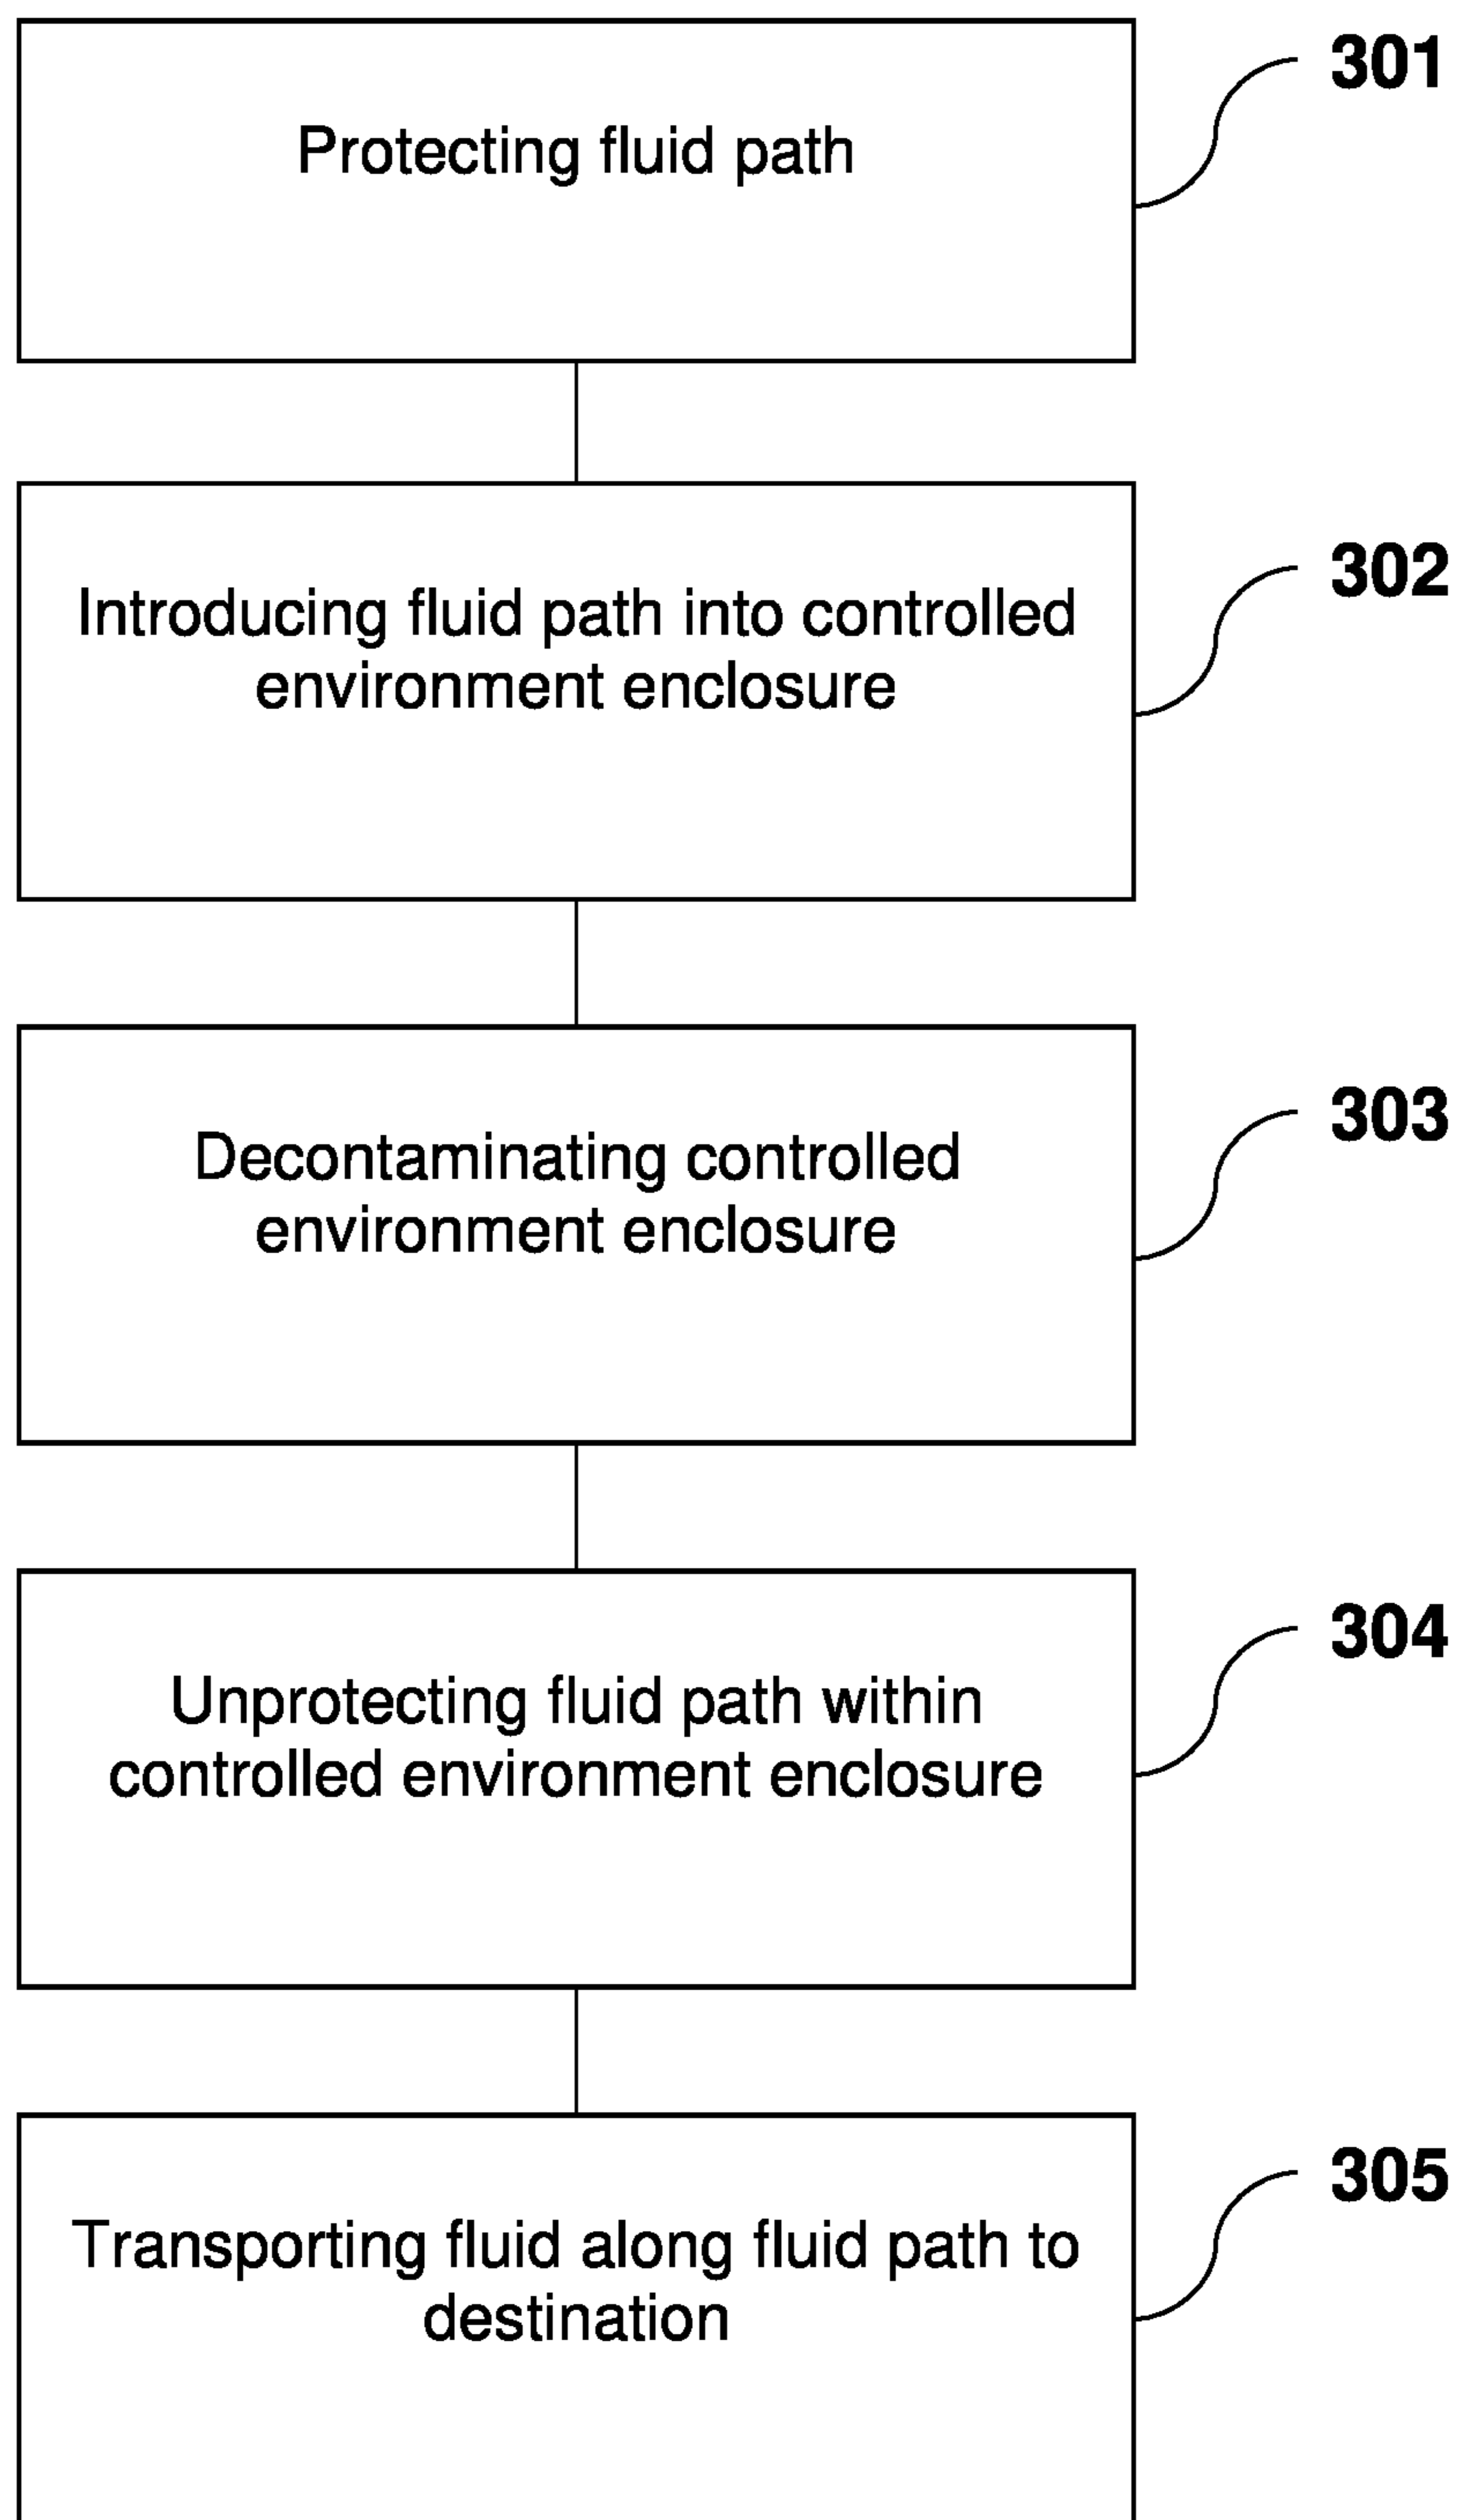 301
Protecting fluid path
302
Introducing fluid path into controlled
environment enclosure
303
Decontaminating controlled
environment enclosure
304
Unprotecting fluid path within
controlled environment enclosure
305
Transporting fluid along fluid path to
destination